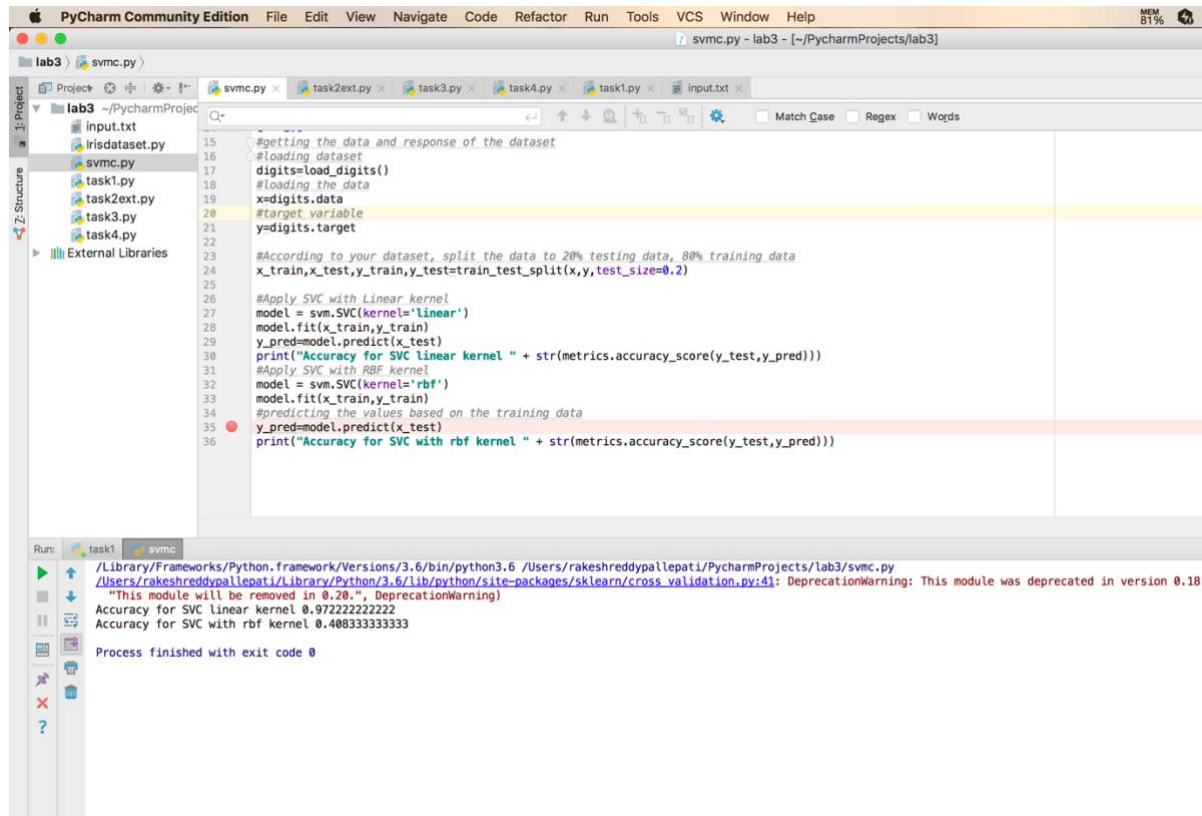 PyCharm Community Edition File Edit View Navigate Code Refactor Run Tools VCS Window Help MEM 81%
svmc.py - lab3 - [~/PycharmProjects/lab3]
lab3 svmc.py
Project svmc.py task2ext.py task3.py task4.py task1.py input.txt
1: Project
7: Structure
lab3 ~/PycharmProjec
input.txt
Irisdataset.py
svmc.py
task1.py
task2ext.py
task3.py
task4.py
External Libraries
Match Case Regex Words
15 #getting the data and response of the dataset
16 #loading dataset
17 digits=load_digits()
18 #loading the data
19 x=digits.data
20 #target variable
21 y=digits.target
22
23 #According to your dataset, split the data to 20% testing data, 80% training data
24 x_train,x_test,y_train,y_test=train_test_split(x,y,test_size=0.2)
25
26 #Apply SVC with Linear kernel
27 model = svm.SVC(kernel='linear')
28 model.fit(x_train,y_train)
29 y_pred=model.predict(x_test)
30 print("Accuracy for SVC linear kernel " + str(metrics.accuracy_score(y_test,y_pred)))
31 #Apply SVC with RBF kernel
32 model = svm.SVC(kernel='rbf')
33 model.fit(x_train,y_train)
34 #predicting the values based on the training data
35 y_pred=model.predict(x_test)
36 print("Accuracy for SVC with rbf kernel " + str(metrics.accuracy_score(y_test,y_pred)))
Run: task1 svmc
/Library/Frameworks/Python.framework/Versions/3.6/bin/python3.6 /Users/rakeshreddypallepati/PycharmProjects/lab3/svmc.py
/Users/rakeshreddypallepati/Library/Python/3.6/lib/python/site-packages/sklearn/cross_validation.py:41: DeprecationWarning: This module was deprecated in version 0.18
"This module will be removed in 0.20.", DeprecationWarning)
Accuracy for SVC linear kernel 0.972222222222
Accuracy for SVC with rbf kernel 0.408333333333
Process finished with exit code 0